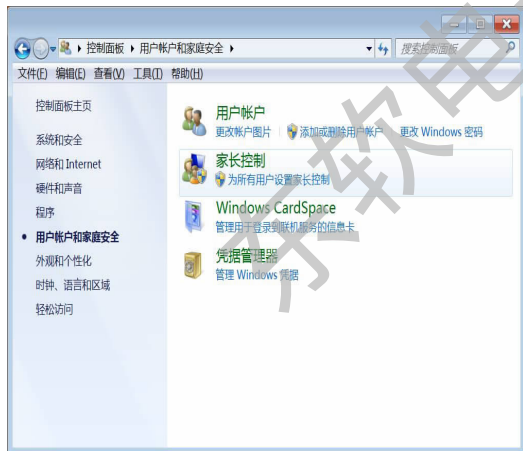 控制面板 ▸ 用户帐户和家庭安全 ▸
搜索控制面板
文件(F) 编辑(E) 查看(V) 工具(T) 帮助(H)
控制面板主页
系统和安全
网络和 Internet
硬件和声音
程序
用户帐户和家庭安全
外观和个性化
时钟、语言和区域
轻松访问
用户帐户
更改帐户图片 添加或删除用户帐户 更改 Windows 密码
家长控制
为所有用户设置家长控制
Windows CardSpace
管理用于登录到联机服务的信息卡
凭据管理器
管理 Windows 凭据
东软电